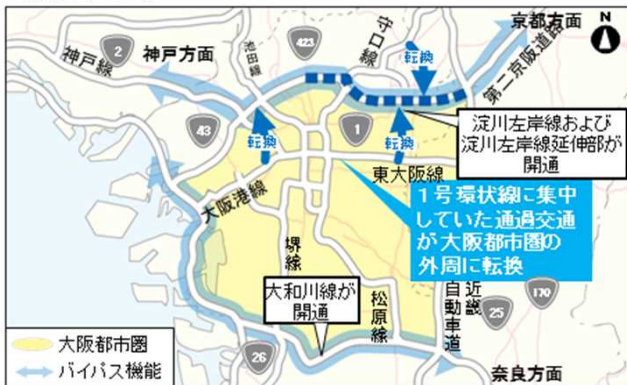 京都方面
N
守口線
423
池田線
2
神戸方面
神戸線
転換
第二京阪道路
43
転換
1
転換
淀川左岸線および
淀川左岸線延伸部が
開通
東大阪線
大阪港線
1号環状線に集中
していた通過交通
が大阪都市圏の
外周に転換
堺線
大和川線が
開通
松原線
近畿
自動車道
170
25
26
奈良方面
大阪都市圏
バイパス機能